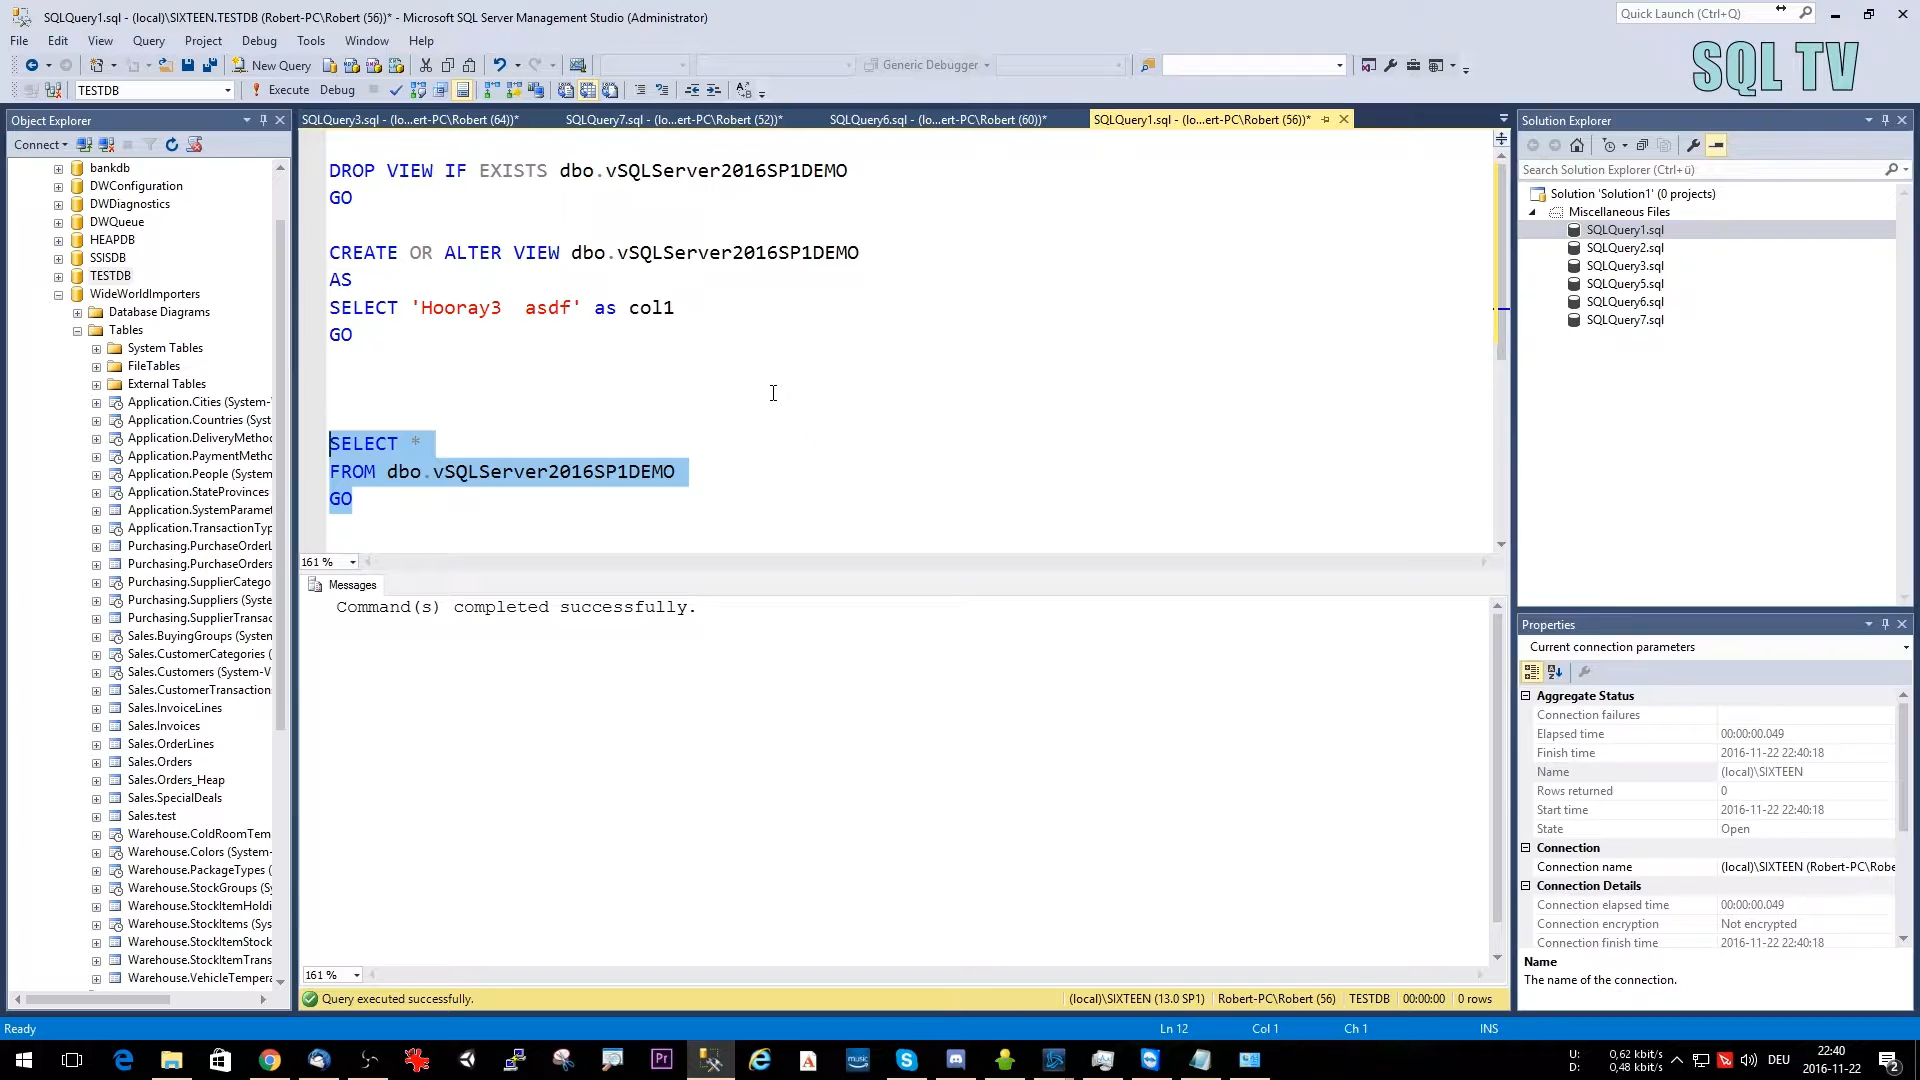 SQLQuery1.sql - (local)\SIXTEEN.TESTDB (Robert-PC\Robert (56))* - Microsoft SQL Server Management Studio (Administrator)
Quick Launch (Ctrl+Q)
File Edit View Query Project Debug Tools Window Help
SQL TV
New Query
Generic Debugger
TESTDB
Execute Debug
Object Explorer
Connect
bankdb
DWConfiguration
DWDiagnostics
DWQueue
HEAPDB
SSISDB
TESTDB
WideWorldImporters
Database Diagrams
Tables
System Tables
FileTables
External Tables
Application.Cities (System-
Application.Countries (Syst
Application.DeliveryMethod
Application.PaymentMetho
Application.People (System
Application.StateProvinces
Application.SystemParamet
Application.TransactionTyp
Purchasing.PurchaseOrderL
Purchasing.PurchaseOrders
Purchasing.SupplierCatego
Purchasing.Suppliers (Syste
Purchasing.SupplierTransac
Sales.BuyingGroups (System
Sales.CustomerCategories (
Sales.Customers (System-V
Sales.CustomerTransaction
Sales.InvoiceLines
Sales.Invoices
Sales.OrderLines
Sales.Orders
Sales.Orders_Heap
Sales.SpecialDeals
Sales.test
Warehouse.ColdRoomTem
Warehouse.Colors (System-
Warehouse.PackageTypes (
Warehouse.StockGroups (Sy
Warehouse.StockItemHoldi
Warehouse.StockItems (Sys
Warehouse.StockItemStock
Warehouse.StockItemTrans
Warehouse.VehicleTempera
SQLQuery3.sql - (lo...ert-PC\Robert (64))*
SQLQuery7.sql - (lo...ert-PC\Robert (52))*
SQLQuery6.sql - (lo...ert-PC\Robert (60))*
SQLQuery1.sql - (lo...ert-PC\Robert (56))*
DROP VIEW IF EXISTS dbo.vSQLServer2016SP1DEMO
GO
CREATE OR ALTER VIEW dbo.vSQLServer2016SP1DEMO
AS
SELECT 'Hooray3  asdf' as col1
GO
SELECT *
FROM dbo.vSQLServer2016SP1DEMO
GO
161 %
Messages
Command(s) completed successfully.
161 %
Query executed successfully.
(local)\SIXTEEN (13.0 SP1) Robert-PC\Robert (56) TESTDB 00:00:00 0 rows
Solution Explorer
Search Solution Explorer (Ctrl+ü)
Solution 'Solution1' (0 projects)
Miscellaneous Files
SQLQuery1.sql
SQLQuery2.sql
SQLQuery3.sql
SQLQuery5.sql
SQLQuery6.sql
SQLQuery7.sql
Properties
Current connection parameters
Aggregate Status
Connection failures
Elapsed time 00:00:00.049
Finish time 2016-11-22 22:40:18
Name (local)\SIXTEEN
Rows returned 0
Start time 2016-11-22 22:40:18
State Open
Connection
Connection name (local)\SIXTEEN (Robert-PC\Robe
Connection Details
Connection elapsed time 00:00:00.049
Connection encryption Not encrypted
Connection finish time 2016-11-22 22:40:18
Name
The name of the connection.
Ready Ln 12 Col 1 Ch 1 INS
U: 0,62 kbit/s
D: 0,48 kbit/s
DEU
22:40
2016-11-22
2